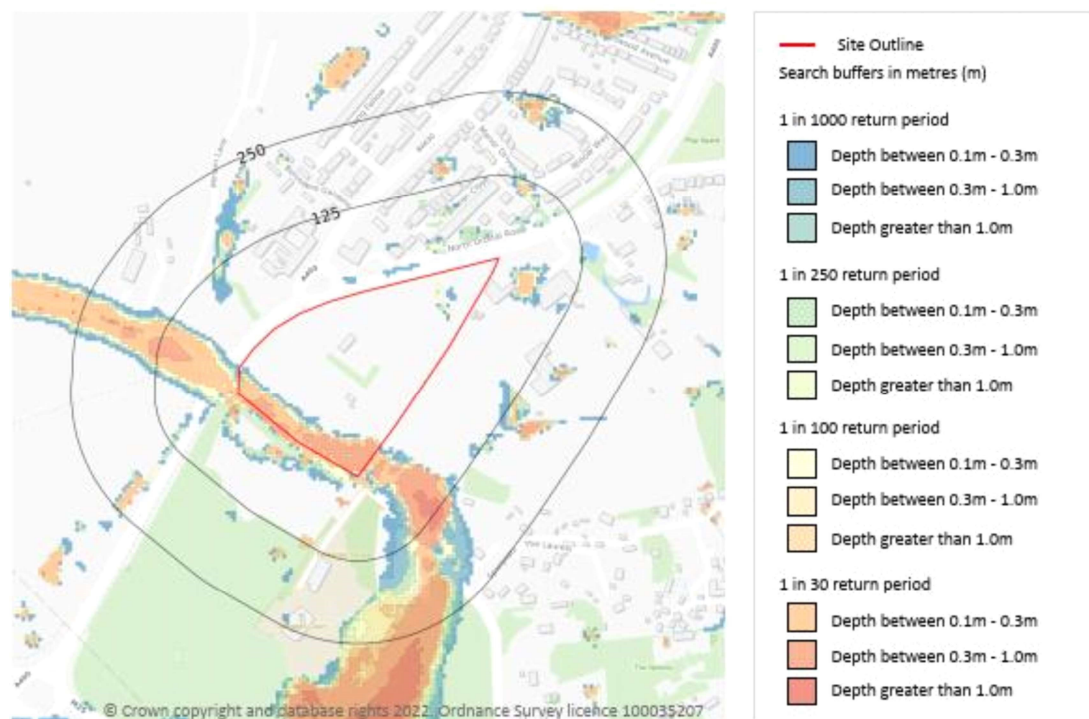 250
125
North Orbital Road
A405
A405
© Crown copyright and database rights 2022. Ordnance Survey licence 100035207
Site Outline
Search buffers in metres (m)
1 in 1000 return period
Depth between 0.1m - 0.3m
Depth between 0.3m - 1.0m
Depth greater than 1.0m
1 in 250 return period
Depth between 0.1m - 0.3m
Depth between 0.3m - 1.0m
Depth greater than 1.0m
1 in 100 return period
Depth between 0.1m - 0.3m
Depth between 0.3m - 1.0m
Depth greater than 1.0m
1 in 30 return period
Depth between 0.1m - 0.3m
Depth between 0.3m - 1.0m
Depth greater than 1.0m